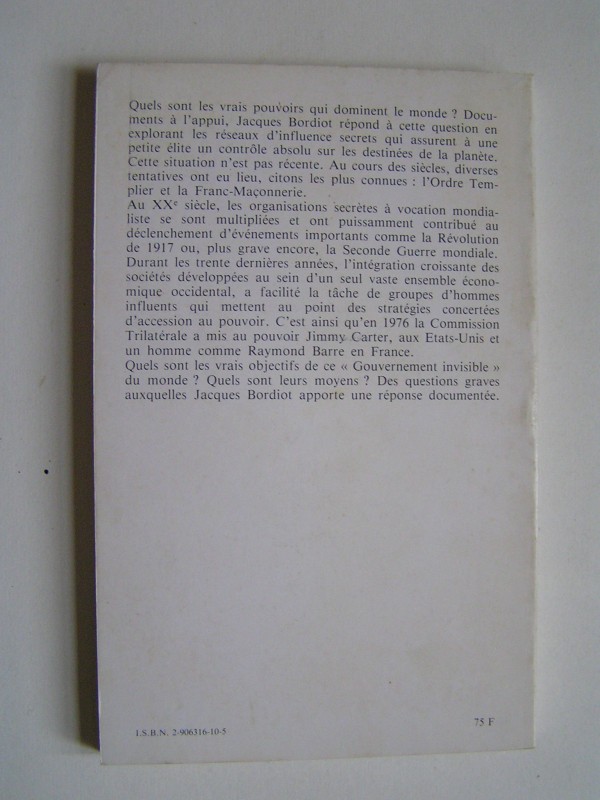 Quels sont les vrais pouvoirs qui dominent le monde ? Docu-
ments à l'appui, Jacques Bordiot répond à cette question en
explorant les réseaux d'influence secrets qui assurent à une
petite élite un contrôle absolu sur les destinées de la planète.
Cette situation n'est pas récente. Au cours des siècles, diverses
tentatives ont eu lieu, citons les plus connues : l'Ordre Tem-
plier et la Franc-Maçonnerie.
Au XXe siècle, les organisations secrètes à vocation mondia-
liste se sont multipliées et ont puissamment contribué au
déclenchement d'événements importants comme la Révolution
de 1917 ou, plus grave encore, la Seconde Guerre mondiale.
Durant les trente dernières années, l'intégration croissante des
sociétés développées au sein d'un seul vaste ensemble écono-
mique occidental, a facilité la tâche de groupes d'hommes
influents qui mettent au point des stratégies concertées
d'accession au pouvoir. C'est ainsi qu'en 1976 la Commission
Trilatérale a mis au pouvoir Jimmy Carter, aux Etats-Unis et
un homme comme Raymond Barre en France.
Quels sont les vrais objectifs de ce « Gouvernement invisible »
du monde ? Quels sont leurs moyens ? Des questions graves
auxquelles Jacques Bordiot apporte une réponse documentée.
I.S.B.N. 2-906316-10-5
75 F